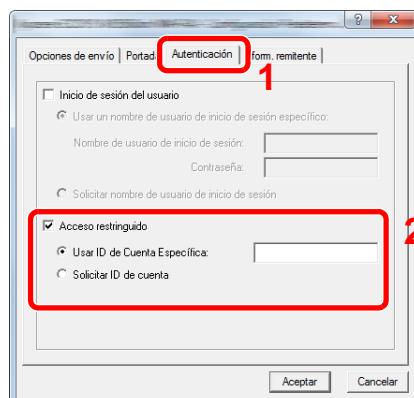 Opciones de envío Portad Autenticación form. remitente
1
Inicio de sesión del usuario
Usar un nombre de usuario de inicio de sesión específico:
Nombre de usuario de inicio de sesión:
Contraseña:
Solicitar nombre de usuario de inicio de sesión
2
Acceso restringido
Usar ID de Cuenta Específica:
Solicitar ID de cuenta
Aceptar Cancelar